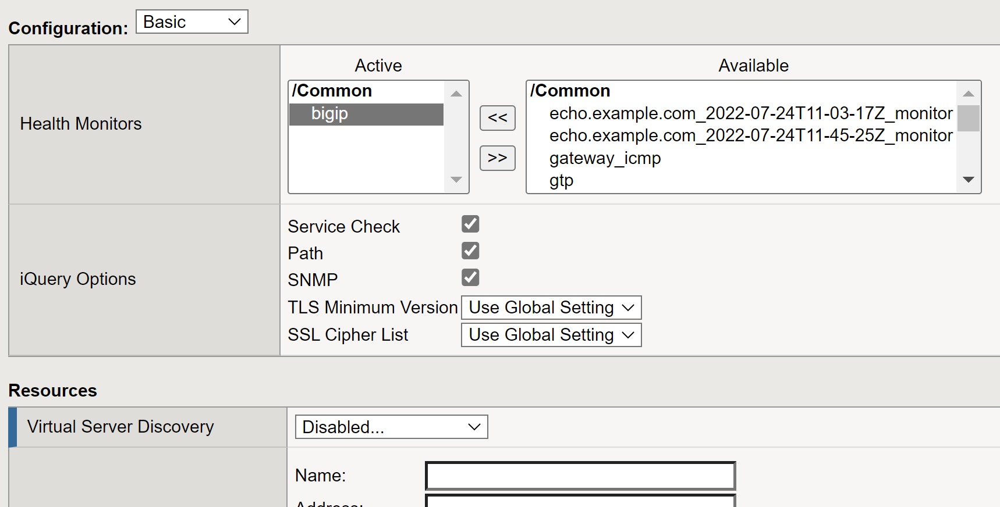 Configuration: Basic
Active
Available
Health Monitors
/Common
bigip
<<
>>
/Common
echo.example.com_2022-07-24T11-03-17Z_monitor
echo.example.com_2022-07-24T11-45-25Z_monitor
gateway_icmp
gtp
iQuery Options
Service Check
Path
SNMP
TLS Minimum Version Use Global Setting
SSL Cipher List Use Global Setting
Resources
Virtual Server Discovery Disabled...
Name:
Address: